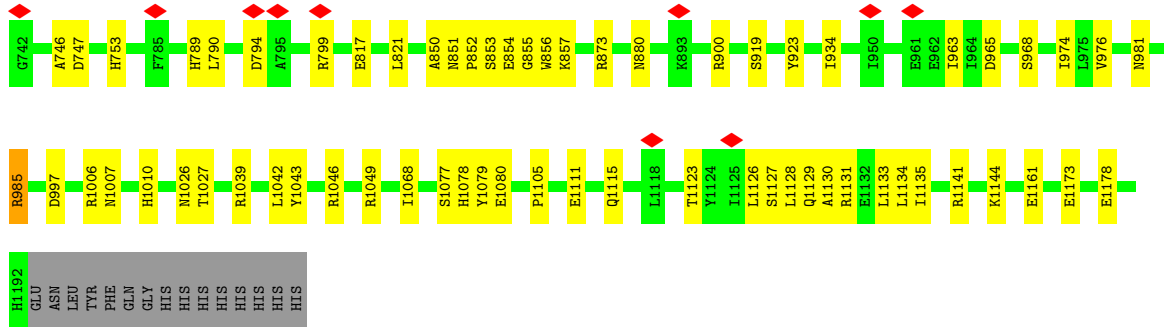 G742 A746 D747 H753 F785 H789 L790 D794 A795 R799 E817 L821 A850 N851 P852 S853 E854 G855 W856 K857 R873 N880 K893 R900 S919 Y923 I934 I950 E961 E962 I963 I964 D965 S968 I974 L975 V976 N981
R985 D997 R1006 N1007 H1010 N1026 T1027 R1039 L1042 Y1043 R1046 R1049 I1068 S1077 H1078 Y1079 E1080 P1105 E1111 Q1115 L1118 T1123 Y1124 I1125 L1126 S1127 L1128 Q1129 A1130 R1131 E1132 L1133 L1134 I1135 R1141 K1144 E1161 E1173 E1178
H1192 GLU ASN LEU TYR PHE GLN GLY HIS HIS HIS HIS HIS HIS